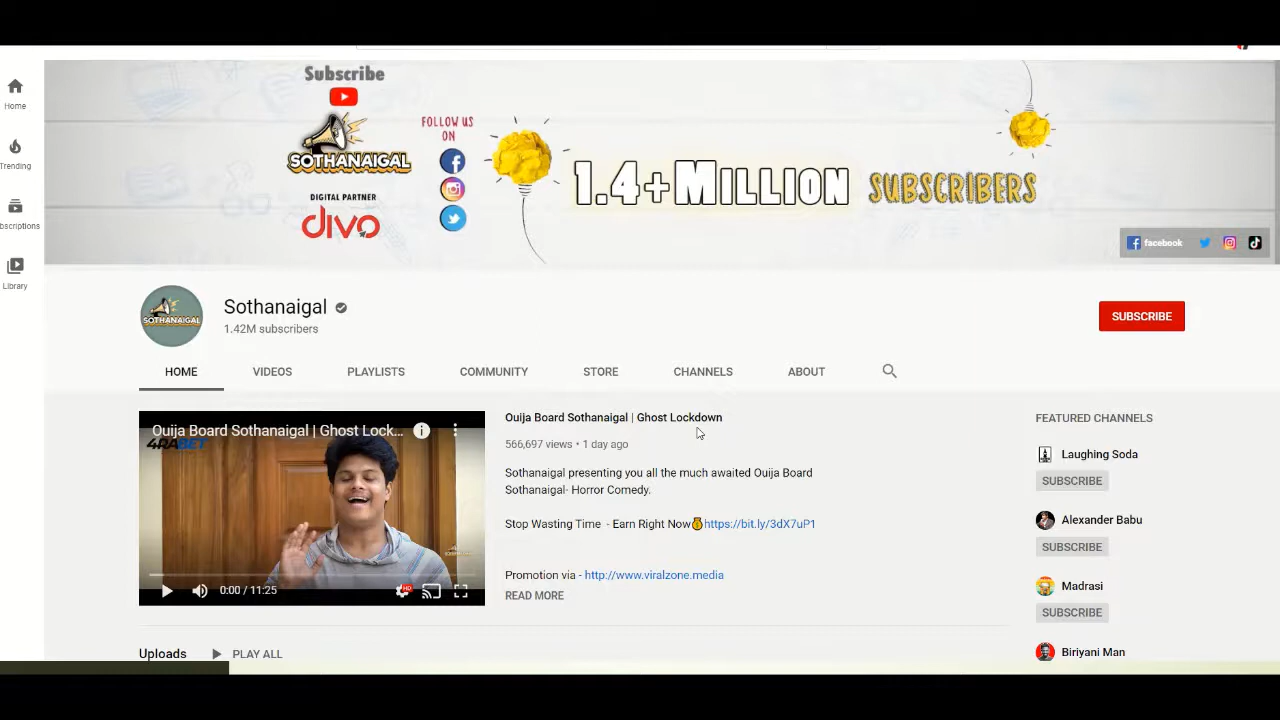 Subscribe
SOTHANAIGAL
DIGITAL PARTNER
divo
FOLLOW US
ON
1.4+MILLION SUBSCRIBERS
facebook
Home
Trending
bscriptions
Library
SOTHANAIGAL
Sothanaigal
1.42M subscribers
SUBSCRIBE
HOME
VIDEOS
PLAYLISTS
COMMUNITY
STORE
CHANNELS
ABOUT
Ouija Board Sothanaigal | Ghost Lock...
4RABET
0:00 / 11:25
HD
Ouija Board Sothanaigal | Ghost Lockdown
566,697 views • 1 day ago
Sothanaigal presenting you all the much awaited Ouija Board
Sothanaigal- Horror Comedy.
Stop Wasting Time - Earn Right Now💰https://bit.ly/3dX7uP1
Promotion via - http://www.viralzone.media
READ MORE
FEATURED CHANNELS
Laughing Soda
SUBSCRIBE
Alexander Babu
SUBSCRIBE
Madrasi
SUBSCRIBE
Biriyani Man
Uploads
PLAY ALL